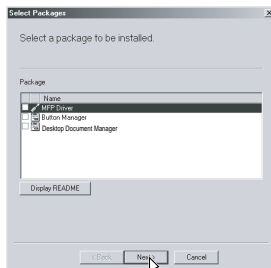 Select Packages
Select a package to be installed.
Package
Name
MFP Driver
Button Manager
Desktop Document Manager
Display README
< Back
Next >
Cancel